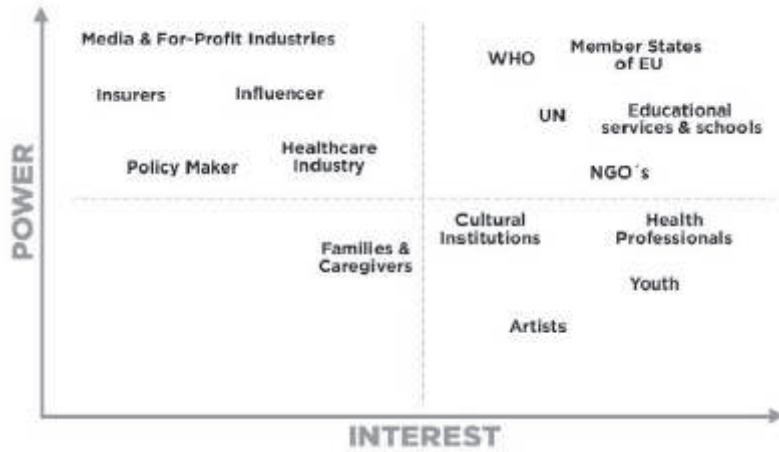 Media & For-Profit Industries
WHO
Member States
of EU
Insurers
Influencer
UN
Educational
services & schools
Policy Maker
Healthcare
Industry
NGO´s
POWER
Families &
Caregivers
Cultural
Institutions
Health
Professionals
Youth
Artists
INTEREST